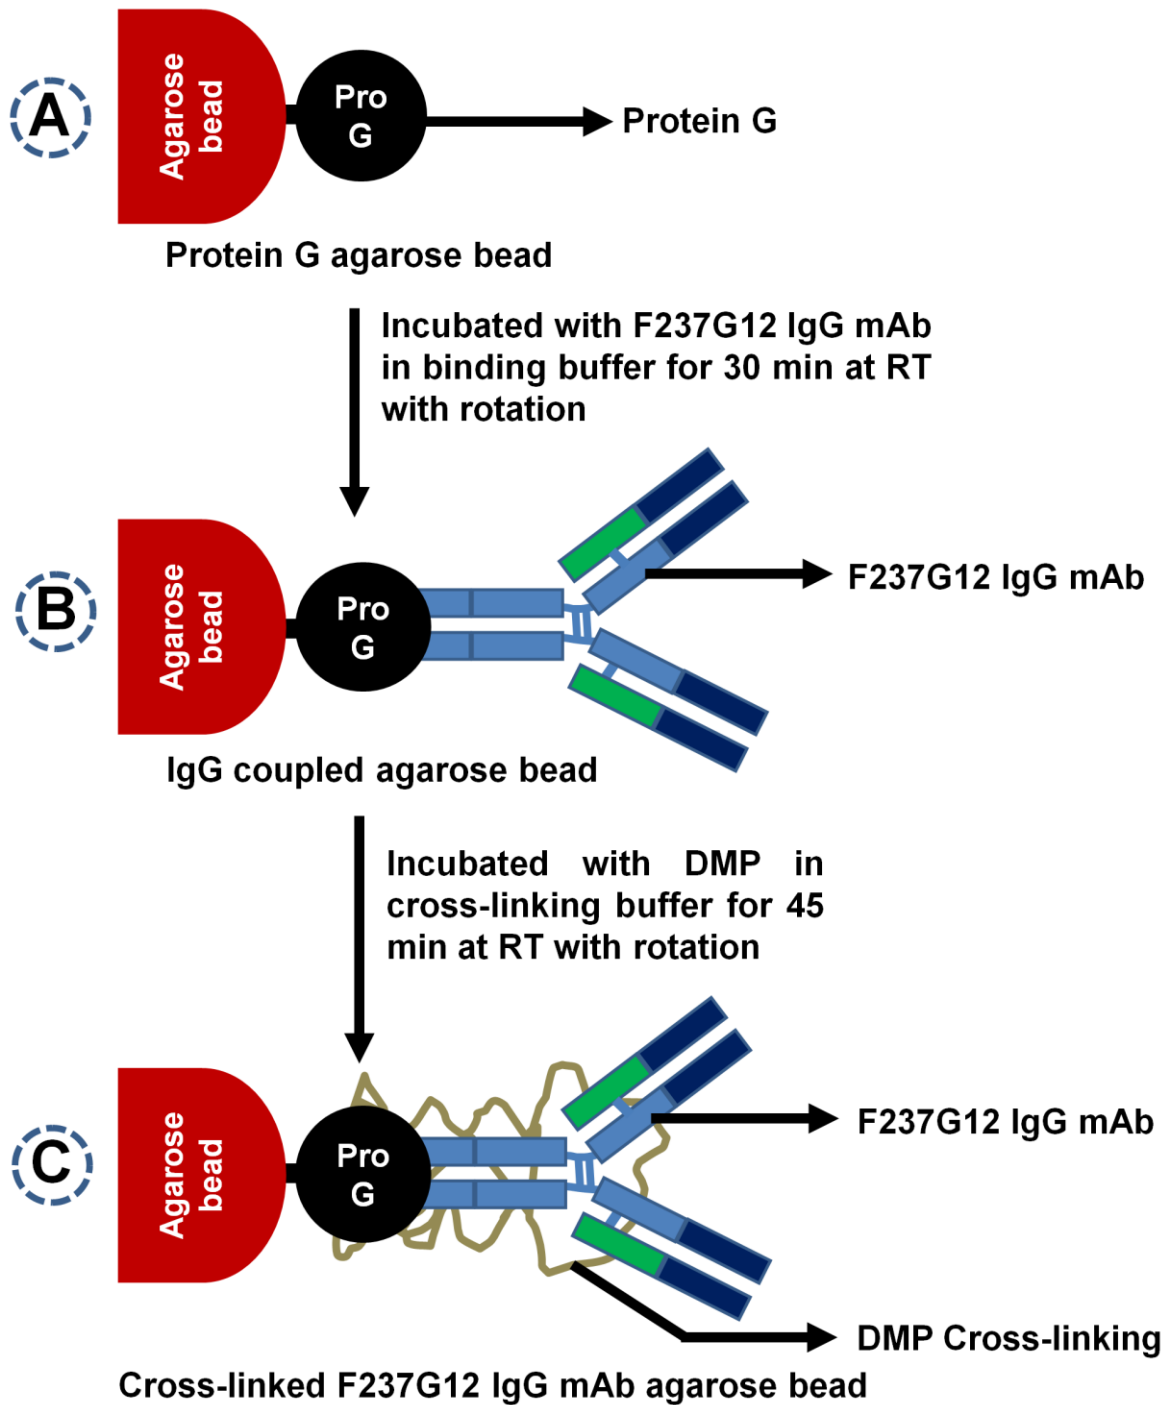 A
Agarose
bead
Pro
G
Protein G
Protein G agarose bead
Incubated with F237G12 IgG mAb
in binding buffer for 30 min at RT
with rotation
B
Agarose
bead
Pro
G
F237G12 IgG mAb
IgG coupled agarose bead
Incubated with DMP in
cross-linking buffer for 45
min at RT with rotation
C
Agarose
bead
Pro
G
F237G12 IgG mAb
DMP Cross-linking
Cross-linked F237G12 IgG mAb agarose bead